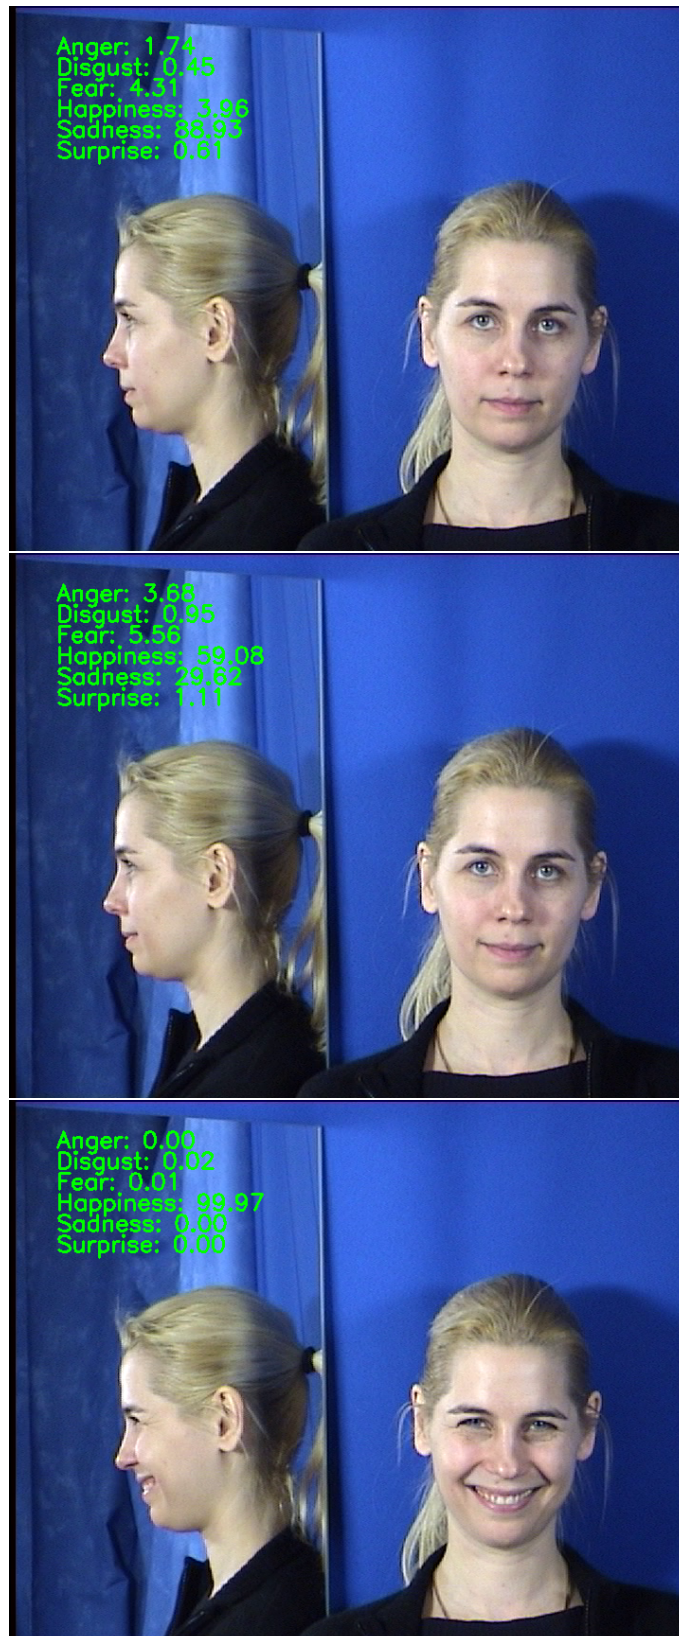 Anger: 1.74
Disgust: 0.45
Fear: 4.31
Happiness: 3.96
Sadness: 88.93
Surprise: 0.61
Anger: 3.68
Disgust: 0.95
Fear: 5.56
Happiness: 59.08
Sadness: 29.62
Surprise: 1.11
Anger: 0.00
Disgust: 0.02
Fear: 0.01
Happiness: 99.97
Sadness: 0.00
Surprise: 0.00